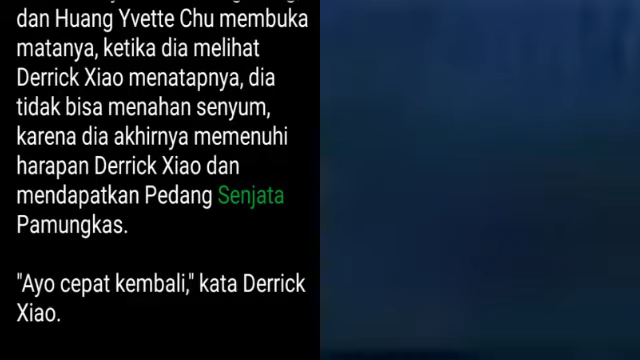 dan Huang Yvette Chu membuka
matanya, ketika dia melihat
Derrick Xiao menatapnya, dia
tidak bisa menahan senyum,
karena dia akhirnya memenuhi
harapan Derrick Xiao dan
mendapatkan Pedang Senjata
Pamungkas.
"Ayo cepat kembali," kata Derrick
Xiao.